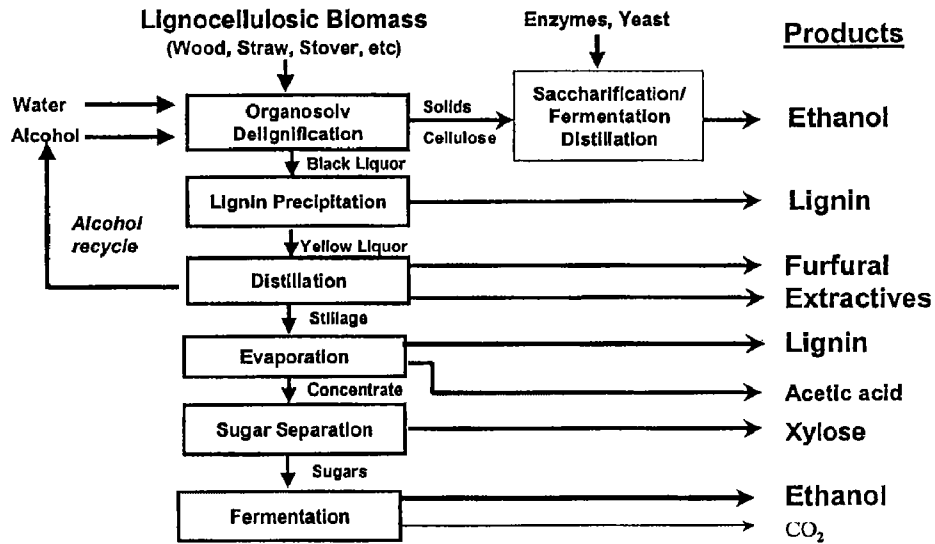 Lignocellulosic Biomass
(Wood, Straw, Stover, etc)
Enzymes, Yeast
Products
Water
Alcohol
Organosolv
Delignification
Solids
Cellulose
Saccharification/
Fermentation
Distillation
Ethanol
Black Liquor
Lignin Precipitation
Lignin
Alcohol
recycle
Yellow Liquor
Distillation
Furfural
Extractives
Stillage
Evaporation
Lignin
Acetic acid
Concentrate
Sugar Separation
Xylose
Sugars
Fermentation
Ethanol
CO₂